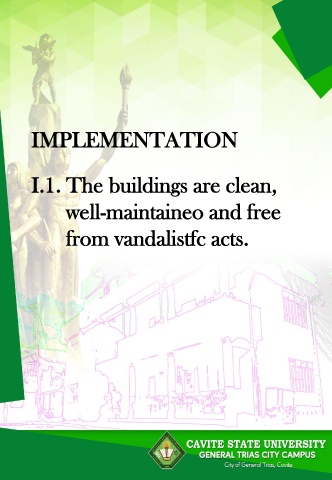 IMPLEMENTATION
I.1. The buildings are clean,
well-maintaineo and free
from vandalistfc acts.
CAVITE STATE UNIVERSITY
GENERAL TRIAS CITY CAMPUS
City of General Trias, Cavite